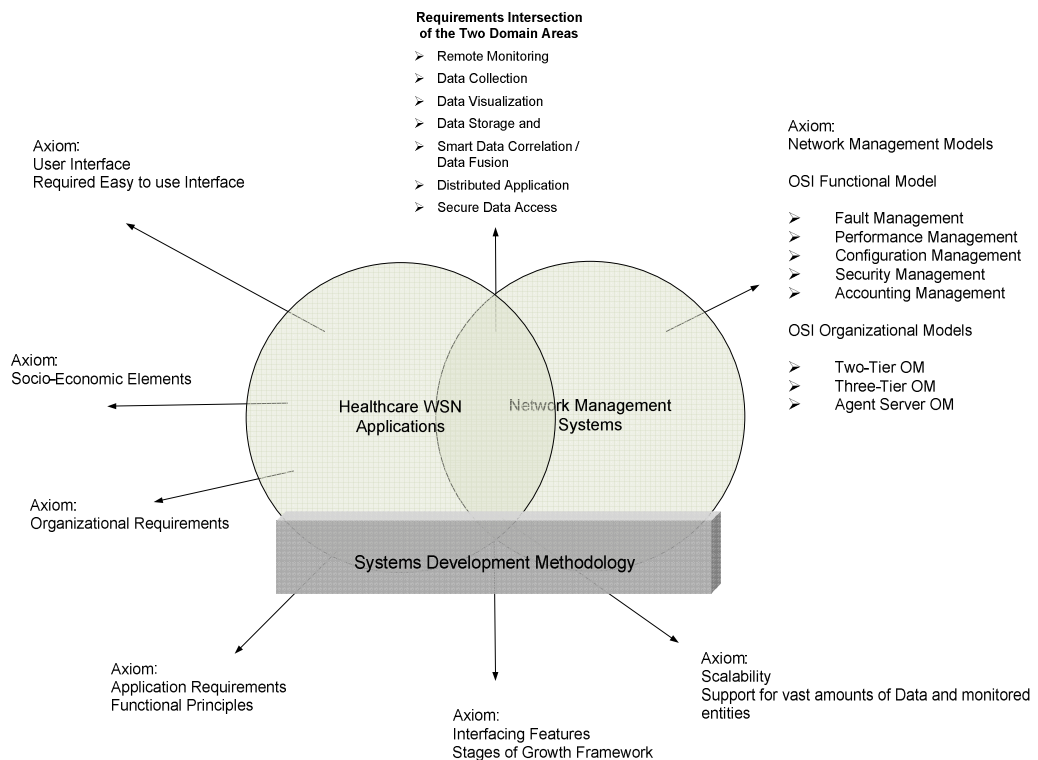 Requirements Intersection
of the Two Domain Areas
➢ Remote Monitoring
➢ Data Collection
➢ Data Visualization
➢ Data Storage and
➢ Smart Data Correlation /
Data Fusion
➢ Distributed Application
➢ Secure Data Access
Axiom:
User Interface
Required Easy to use Interface
Axiom:
Network Management Models
OSI Functional Model
➢ Fault Management
➢ Performance Management
➢ Configuration Management
➢ Security Management
➢ Accounting Management
OSI Organizational Models
➢ Two-Tier OM
➢ Three-Tier OM
➢ Agent Server OM
Axiom:
Socio-Economic Elements
Healthcare WSN
Applications
Network Management
Systems
Axiom:
Organizational Requirements
Systems Development Methodology
Axiom:
Application Requirements
Functional Principles
Axiom:
Interfacing Features
Stages of Growth Framework
Axiom:
Scalability
Support for vast amounts of Data and monitored
entities